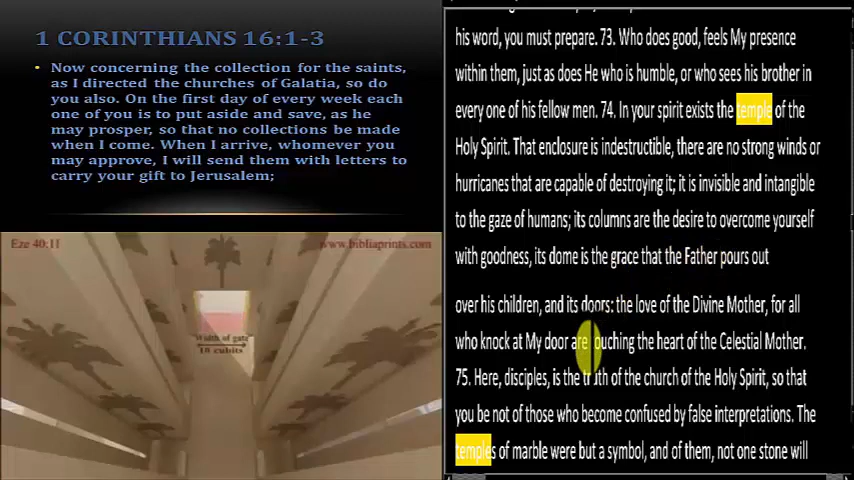 1 CORINTHIANS 16:1-3
• Now concerning the collection for the saints,
as I directed the churches of Galatia, so do
you also. On the first day of every week each
one of you is to put aside and save, as he
may prosper, so that no collections be made
when I come. When I arrive, whomever you
may approve, I will send them with letters to
carry your gift to Jerusalem;
Eze 40:11
www.bibliaprints.com
Width of gate
10 cubits
his word, you must prepare. 73. Who does good, feels My presence
within them, just as does He who is humble, or who sees his brother in
every one of his fellow men. 74. In your spirit exists the temple of the
Holy Spirit. That enclosure is indestructible, there are no strong winds or
hurricanes that are capable of destroying it; it is invisible and intangible
to the gaze of humans; its columns are the desire to overcome yourself
with goodness, its dome is the grace that the Father pours out
over his children, and its doors: the love of the Divine Mother, for all
who knock at My door are touching the heart of the Celestial Mother.
75. Here, disciples, is the truth of the church of the Holy Spirit, so that
you be not of those who become confused by false interpretations. The
temples of marble were but a symbol, and of them, not one stone will